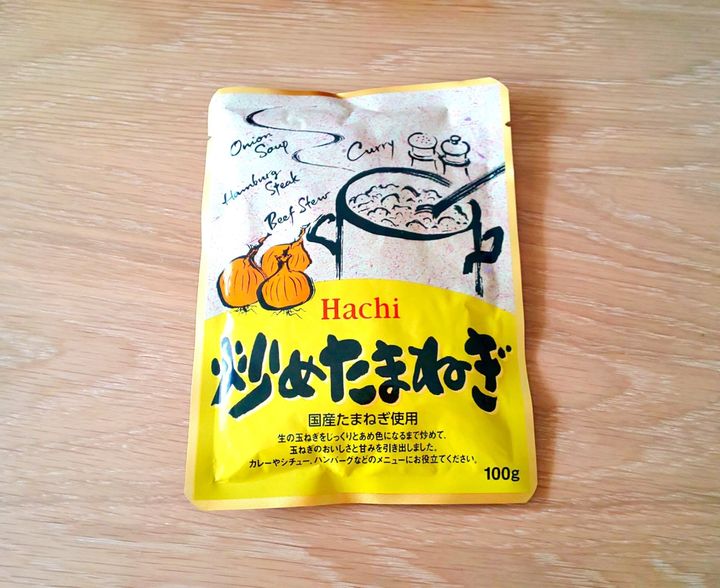 Onion
Soup
Curry
Hamburg
Steak
Beef Stew
Hachi
炒めたまねぎ
国産たまねぎ使用
生の玉ねぎをじっくりとあめ色になるまで炒めて、
玉ねぎのおいしさと甘みを引き出しました。
カレーやシチュー、ハンバーグなどのメニューにお役立てください。
100g